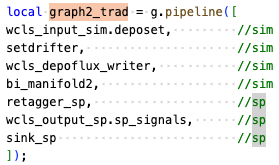 local graph2_trad = g.pipeline([
wcls_input_sim.deposet, //sim
setdrifter, //sim
wcls_depoflux_writer, //sim
bi_manifold2, //sim
retagger_sp, //sp
wcls_output_sp.sp_signals, //sp
sink_sp //sp
]);